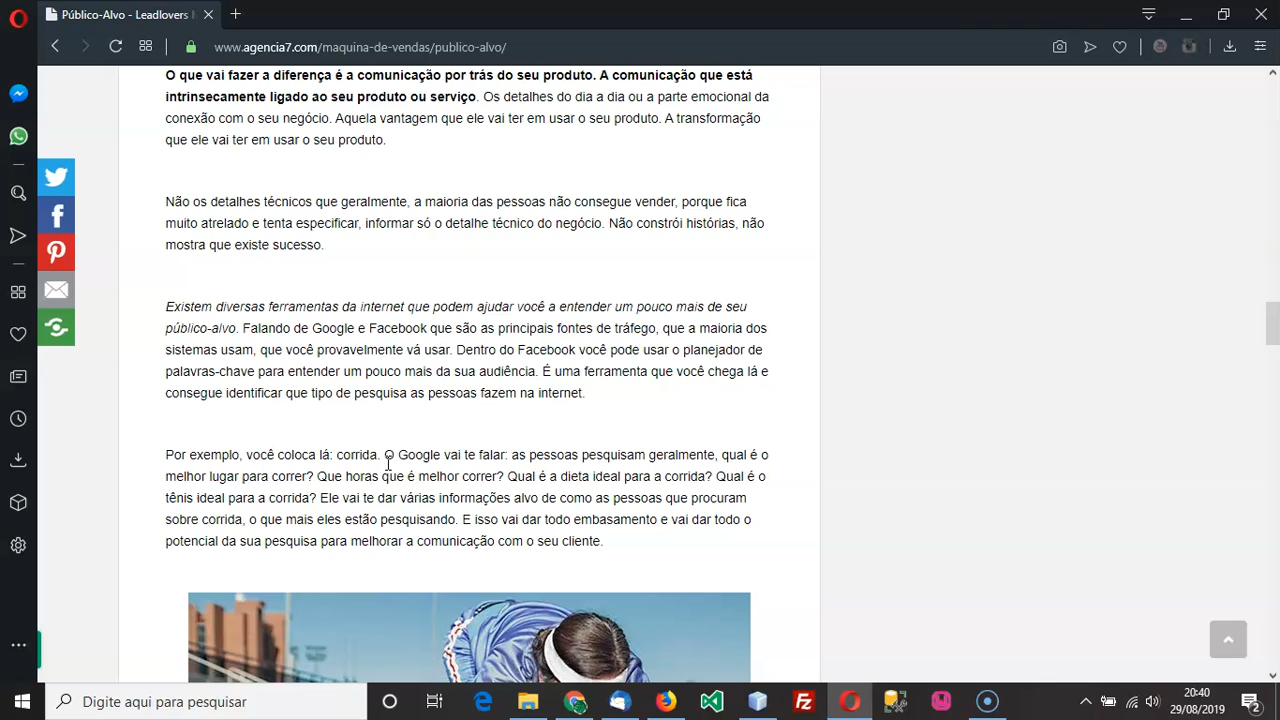 Público-Alvo - Leadlovers
www.agencia7.com/maquina-de-vendas/publico-alvo/
O que vai fazer a diferença é a comunicação por trás do seu produto. A comunicação que está
intrinsecamente ligado ao seu produto ou serviço. Os detalhes do dia a dia ou a parte emocional da
conexão com o seu negócio. Aquela vantagem que ele vai ter em usar o seu produto. A transformação
que ele vai ter em usar o seu produto.
Não os detalhes técnicos que geralmente, a maioria das pessoas não consegue vender, porque fica
muito atrelado e tenta especificar, informar só o detalhe técnico do negócio. Não constrói histórias, não
mostra que existe sucesso.
Existem diversas ferramentas da internet que podem ajudar você a entender um pouco mais de seu
público-alvo. Falando de Google e Facebook que são as principais fontes de tráfego, que a maioria dos
sistemas usam, que você provavelmente vá usar. Dentro do Facebook você pode usar o planejador de
palavras-chave para entender um pouco mais da sua audiência. É uma ferramenta que você chega lá e
consegue identificar que tipo de pesquisa as pessoas fazem na internet.
Por exemplo, você coloca lá: corrida. O Google vai te falar: as pessoas pesquisam geralmente, qual é o
melhor lugar para correr? Que horas que é melhor correr? Qual é a dieta ideal para a corrida? Qual é o
tênis ideal para a corrida? Ele vai te dar várias informações alvo de como as pessoas que procuram
sobre corrida, o que mais eles estão pesquisando. E isso vai dar todo embasamento e vai dar todo o
potencial da sua pesquisa para melhorar a comunicação com o seu cliente.
Digite aqui para pesquisar
20:40
29/08/2019
2